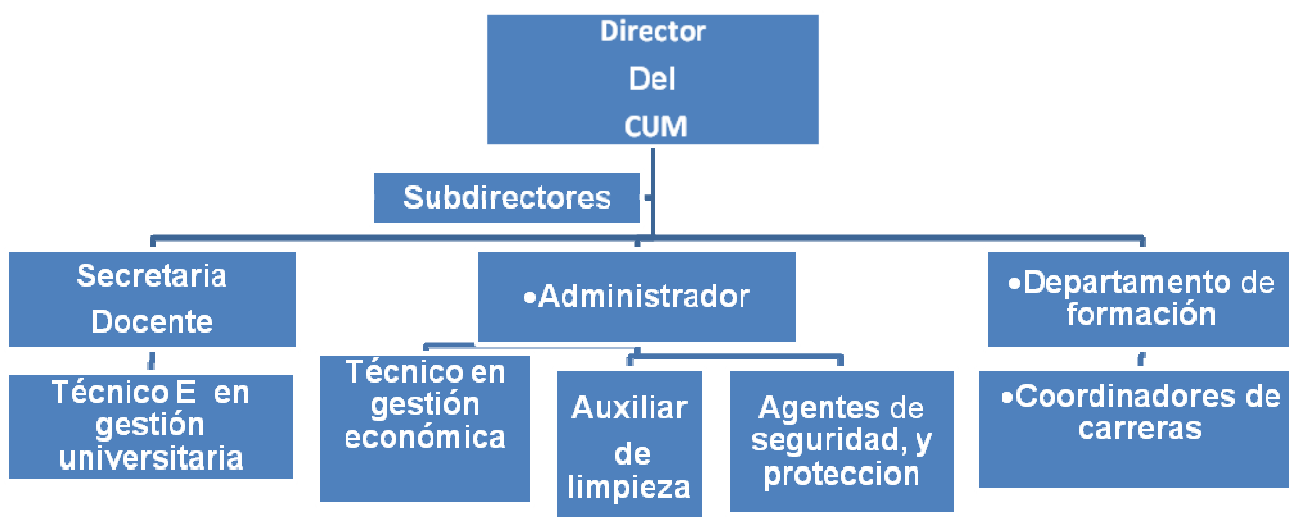 Director
Del
CUM
Subdirectores
Secretaria
Docente
•Administrador
•Departamento de
formación
Técnico E en
gestión
universitaria
Técnico en
gestión
económica
Auxiliar
de
limpieza
Agentes de
seguridad, y
proteccion
•Coordinadores de
carreras